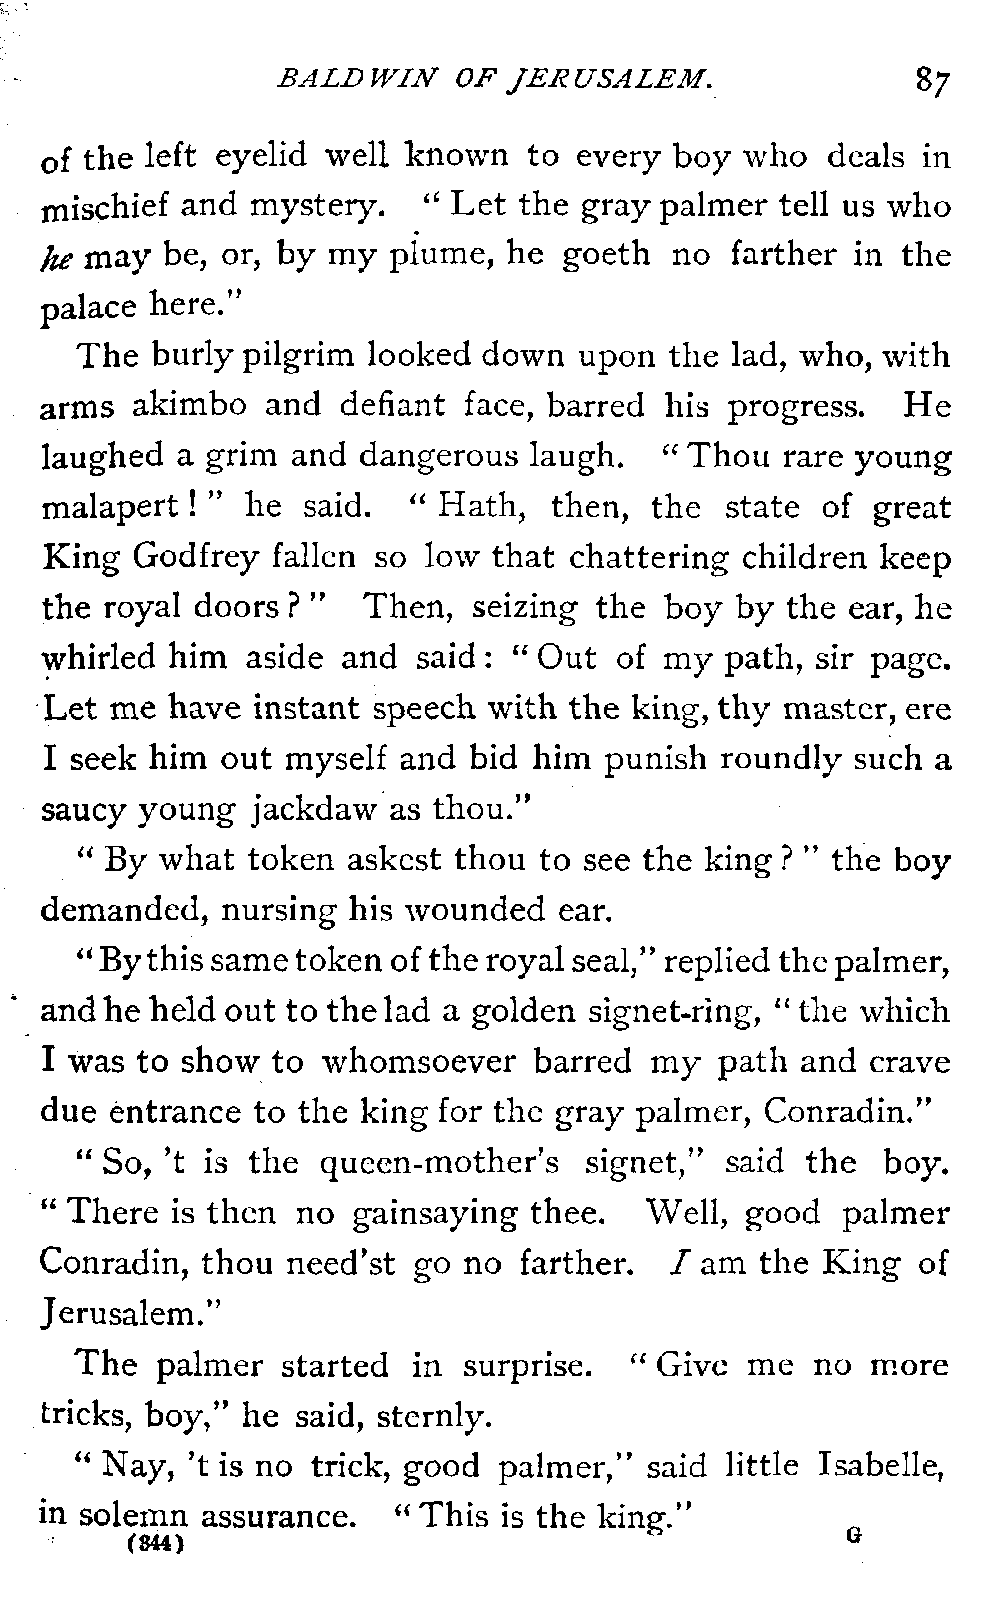 BALDWIN OF JERUSALEM. 87
of the left eyelid well known to every boy who deals in
mischief and mystery. “Let the gray palmer tell us who
he may be, or, by my plume, he goeth no farther in the
palace here.”
The burly pilgrim looked down upon the lad, who, with
arms akimbo and defiant face, barred his progress. He
laughed a grim and dangerous laugh. “Thou rare young
malapert!” he said. “Hath, then, the state of great
King Godfrey fallen so low that chattering children keep
the royal doors?” Then, seizing the boy by the ear, he
whirled him aside and said: “Out of my path, sir page.
Let me have instant speech with the king, thy master, ere
I seek him out myself and bid him punish roundly such a
saucy young jackdaw as thou.”
“By what token askest thou to see the king?” the boy
demanded, nursing his wounded ear.
“By this same token of the royal seal,” replied the palmer,
and he held out to the lad a golden signet-ring, “the which
I was to show to whomsoever barred my path and crave
due entrance to the king for the gray palmer, Conradin.”
“So, ’t is the queen-mother’s signet,” said the boy.
“There is then no gainsaying thee. Well, good palmer
Conradin, thou need’st go no farther. I am the King of
Jerusalem.”
The palmer started in surprise. “Give me no more
tricks, boy,” he said, sternly.
“Nay, ’t is no trick, good palmer,” said little Isabelle,
in solemn assurance. “This is the king.”
(344) G